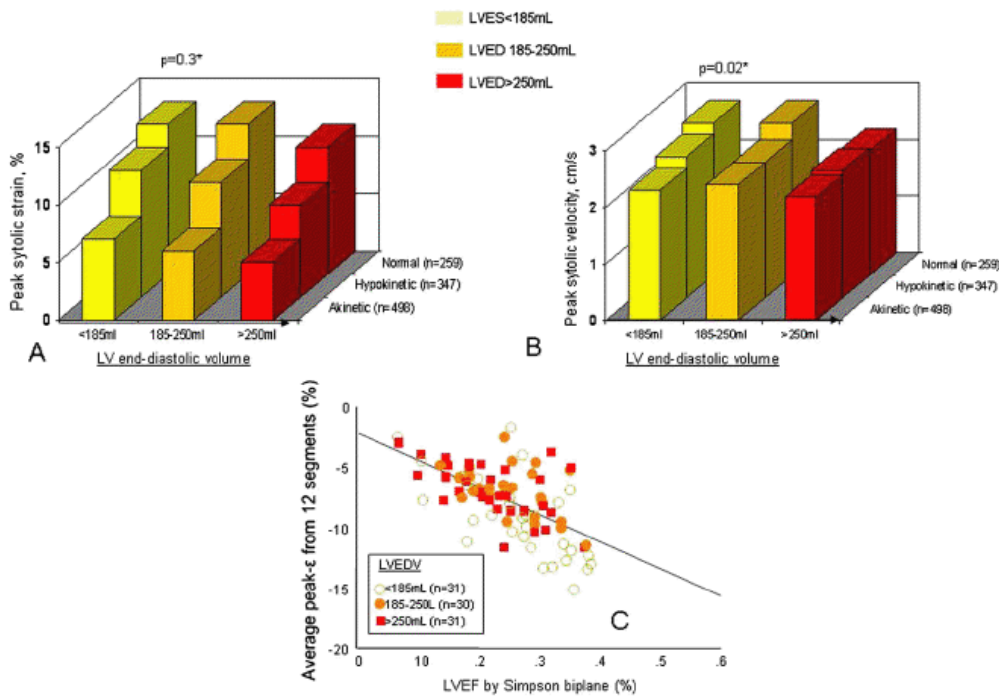 LVES<185mL
LVED 185-250mL
LVED>250mL
p=0.3*
Peak sytolic strain, %
15
10
5
0
Normal (n=259)
Hypokinetic (n=347)
Akinetic (n=498)
<185ml
185-250ml
>250ml
LV end-diastolic volume
A
p=0.02*
Peak sytolic velocity, cm/s
3
2
1
0
Normal (n=259)
Hypokinetic (n=347)
Akinetic (n=498)
<185ml
185-250ml
>250ml
LV end-diastolic volume
B
Average peak-ε from 12 segments (%)
0
-5
-10
-15
-20
LVEDV
<185mL (n=31)
185-250L (n=30)
>250mL (n=31)
C
0
10
.2
.3
.4
.5
.6
LVEF by Simpson biplane (%)